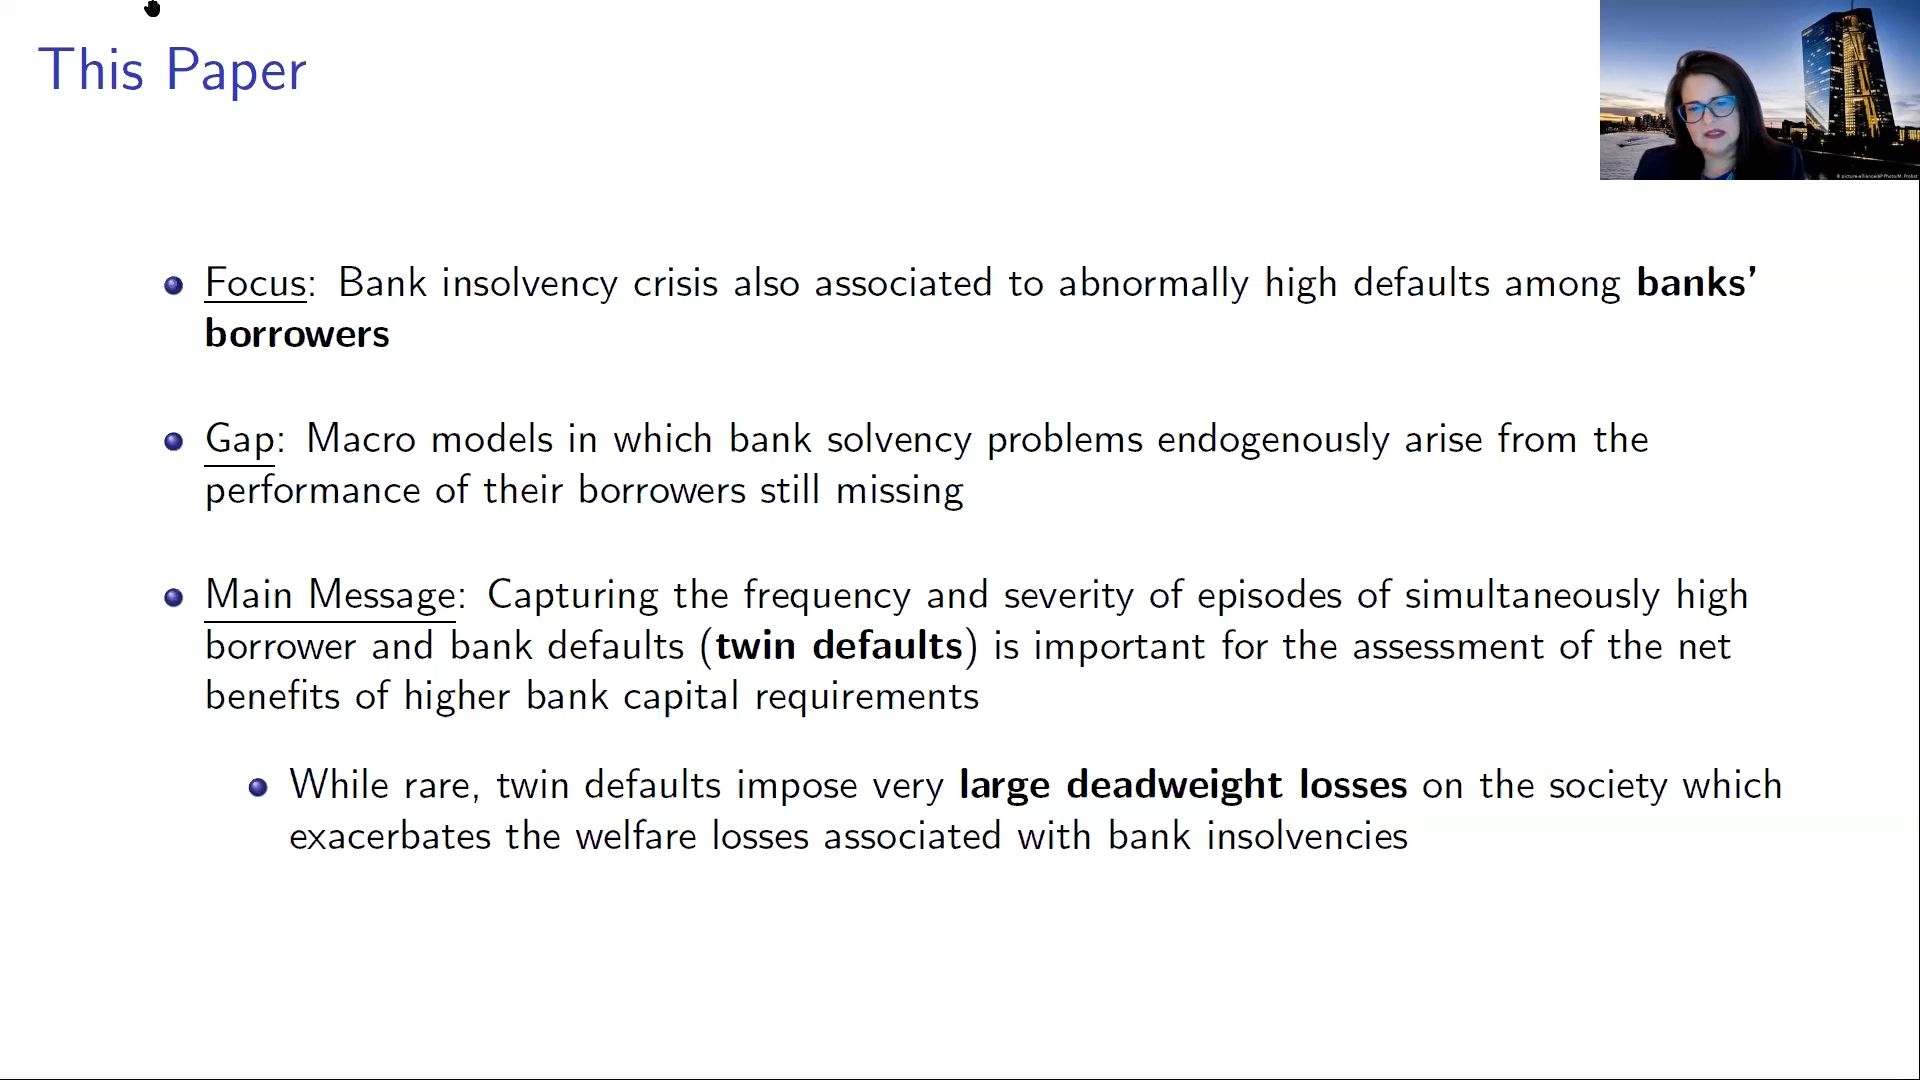 This Paper
Focus: Bank insolvency crisis also associated to abnormally high defaults among banks'
borrowers
Gap: Macro models in which bank solvency problems endogenously arise from the
performance of their borrowers still missing
Main Message: Capturing the frequency and severity of episodes of simultaneously high
borrower and bank defaults (twin defaults) is important for the assessment of the net
benefits of higher bank capital requirements
While rare, twin defaults impose very large deadweight losses on the society which
exacerbates the welfare losses associated with bank insolvencies